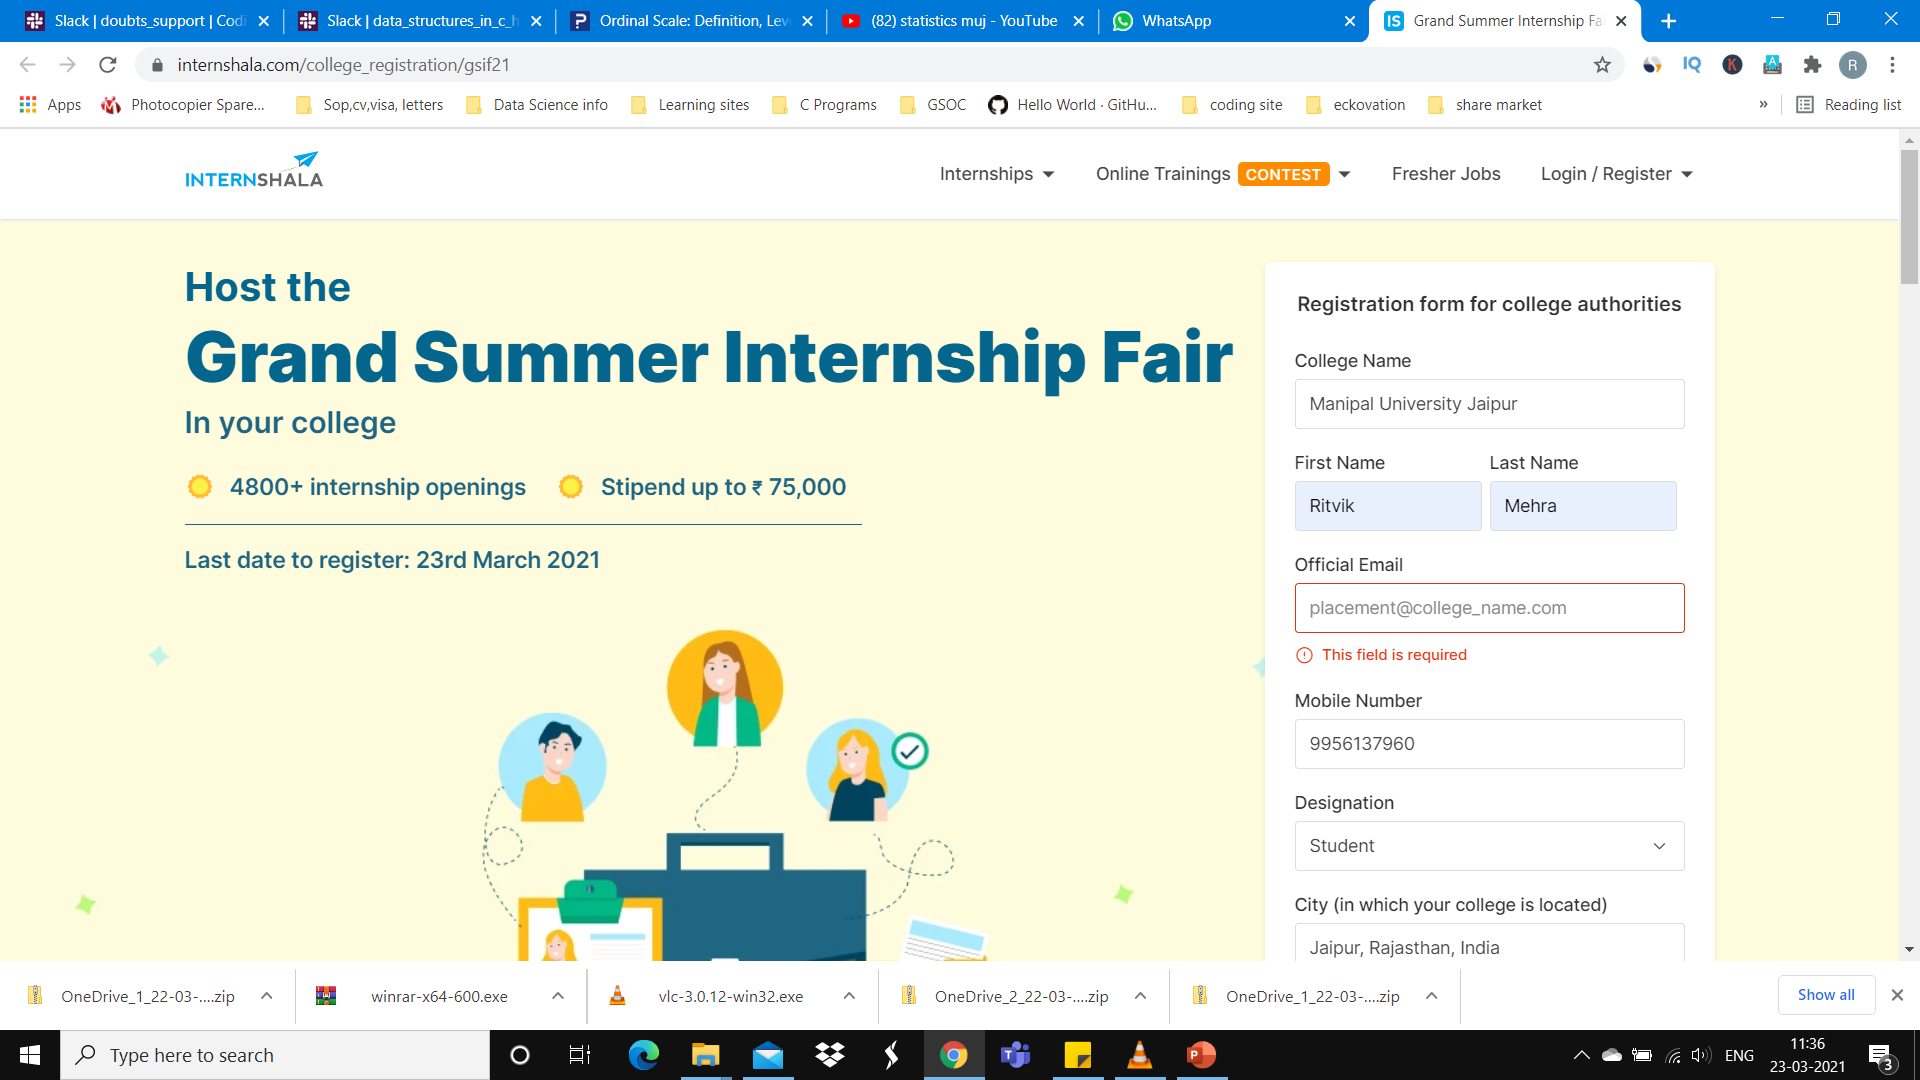 Slack | doubts_support | Codi
Slack | data_structures_in_c_h
Ordinal Scale: Definition, Leve
(82) statistics muj - YouTube
WhatsApp
Grand Summer Internship Fa
internshala.com/college_registration/gsif21
R
Apps
Photocopier Spare...
Sop,cv,visa, letters
Data Science info
Learning sites
C Programs
GSOC
Hello World · GitHu...
coding site
eckovation
share market
»
Reading list
INTERNSHALA
Internships
Online Trainings CONTEST
Fresher Jobs
Login / Register
Host the
Grand Summer Internship Fair
In your college
4800+ internship openings
Stipend up to ₹ 75,000
Last date to register: 23rd March 2021
Registration form for college authorities
College Name
Manipal University Jaipur
First Name
Last Name
Ritvik
Mehra
Official Email
placement@college_name.com
This field is required
Mobile Number
9956137960
Designation
Student
City (in which your college is located)
Jaipur, Rajasthan, India
OneDrive_1_22-03-....zip
winrar-x64-600.exe
vlc-3.0.12-win32.exe
OneDrive_2_22-03-....zip
OneDrive_1_22-03-....zip
Show all
Type here to search
ENG
11:36
23-03-2021
3